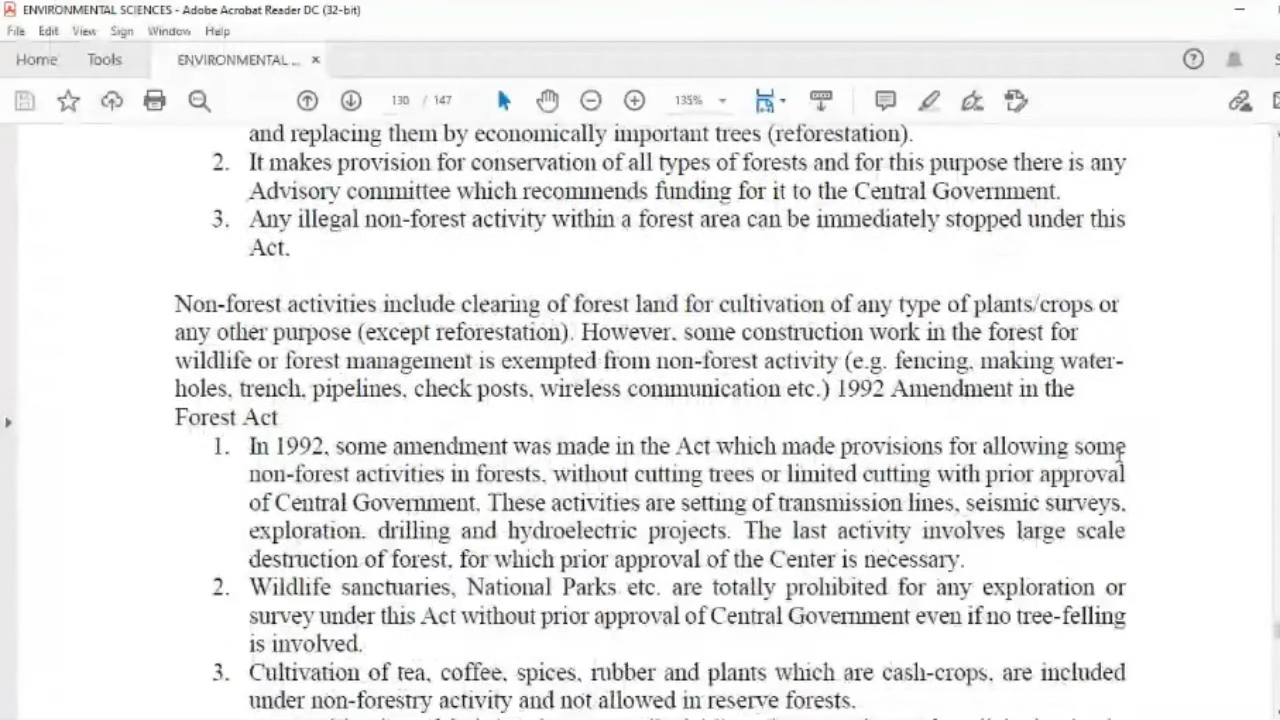 ENVIRONMENTAL SCIENCES - Adobe Acrobat Reader DC (32-bit)
File Edit View Sign Window Help
Home Tools ENVIRONMENTAL ... ×
130 / 147 135%
and replacing them by economically important trees (reforestation).
2. It makes provision for conservation of all types of forests and for this purpose there is any
Advisory committee which recommends funding for it to the Central Government.
3. Any illegal non-forest activity within a forest area can be immediately stopped under this
Act.
Non-forest activities include clearing of forest land for cultivation of any type of plants/crops or
any other purpose (except reforestation). However, some construction work in the forest for
wildlife or forest management is exempted from non-forest activity (e.g. fencing, making water-
holes, trench, pipelines, check posts, wireless communication etc.) 1992 Amendment in the
Forest Act
1. In 1992, some amendment was made in the Act which made provisions for allowing some
non-forest activities in forests, without cutting trees or limited cutting with prior approval
of Central Government. These activities are setting of transmission lines, seismic surveys,
exploration, drilling and hydroelectric projects. The last activity involves large scale
destruction of forest, for which prior approval of the Center is necessary.
2. Wildlife sanctuaries, National Parks etc. are totally prohibited for any exploration or
survey under this Act without prior approval of Central Government even if no tree-felling
is involved.
3. Cultivation of tea, coffee, spices, rubber and plants which are cash-crops, are included
under non-forestry activity and not allowed in reserve forests.